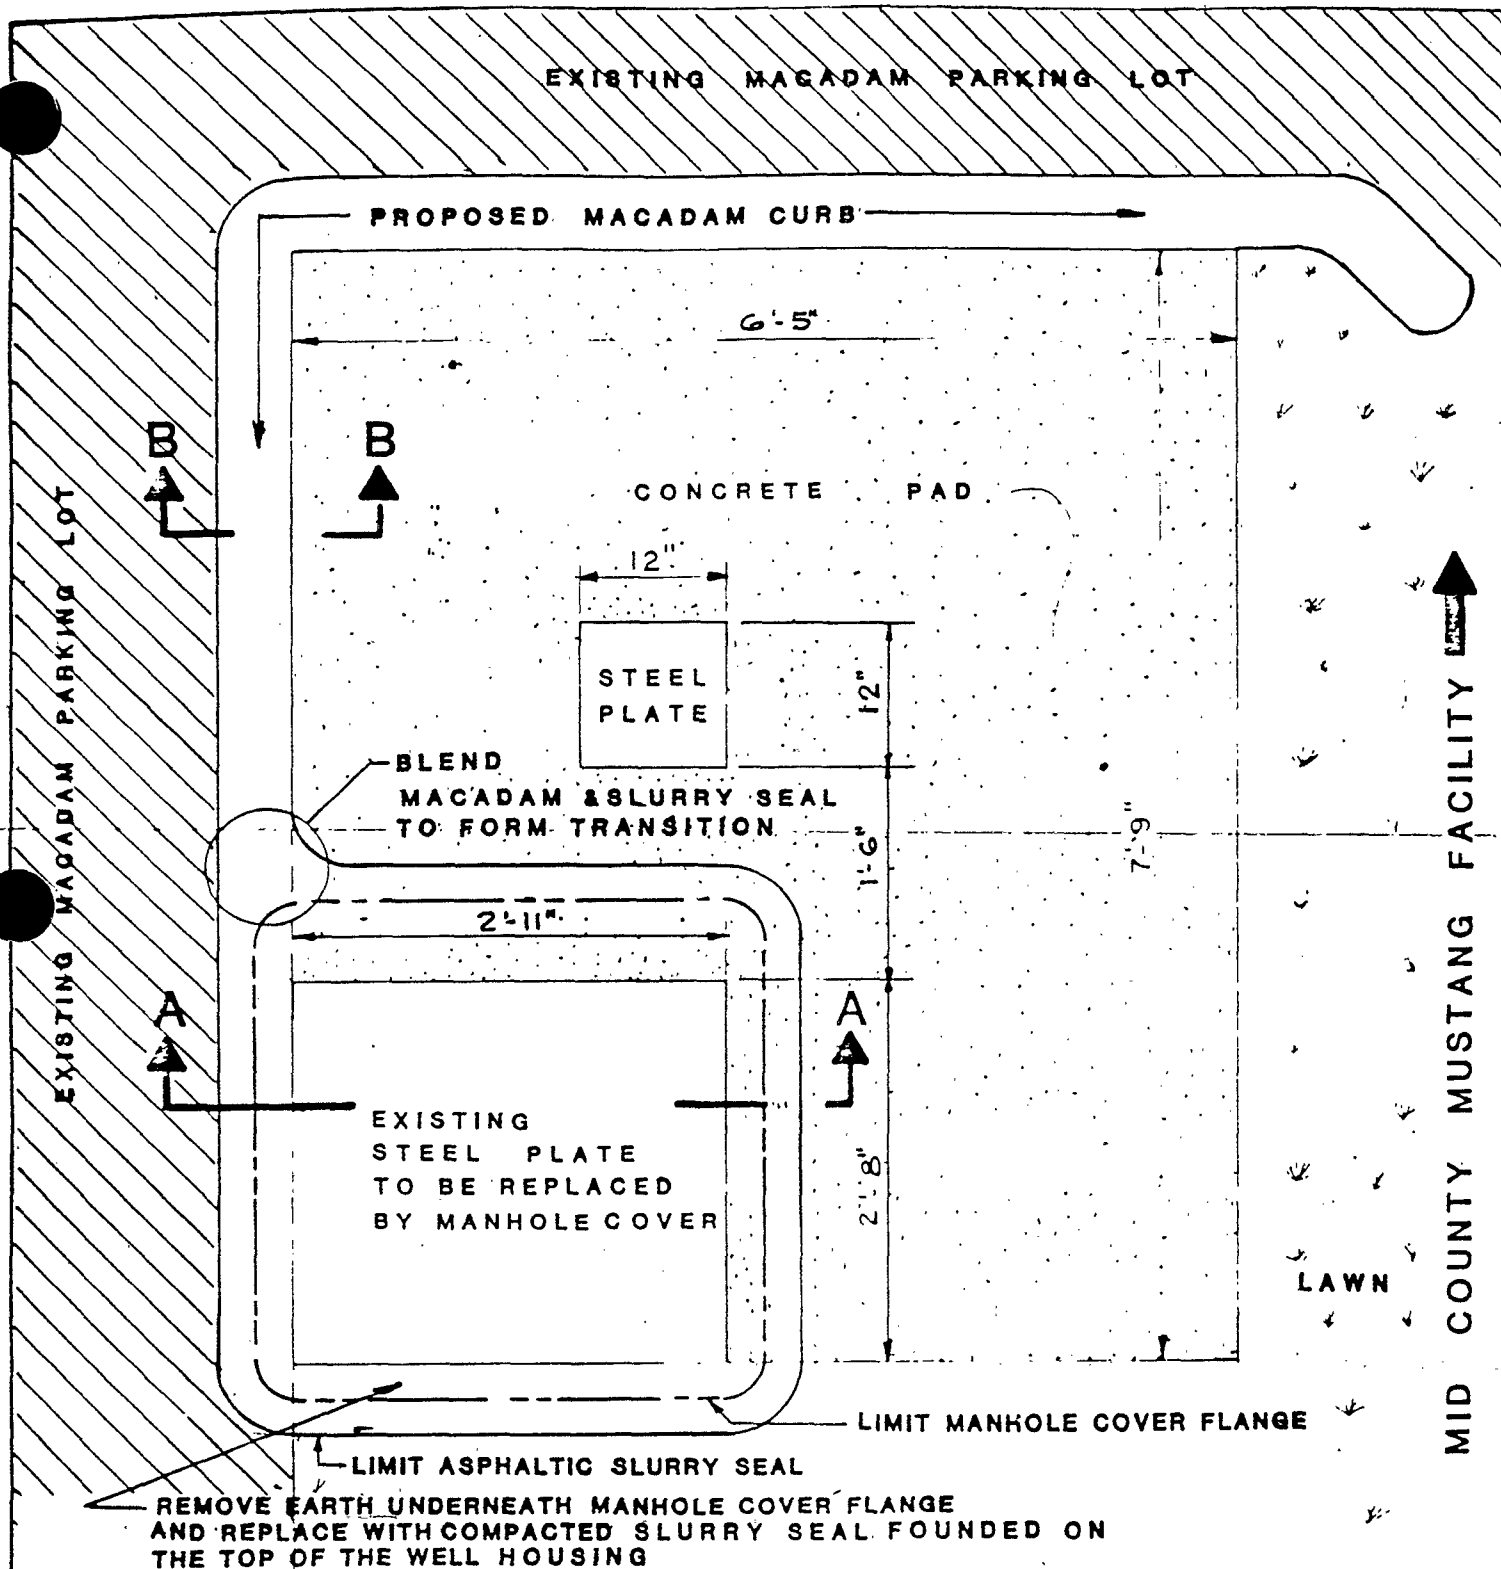 EXISTING MACADAM PARKING LOT
PROPOSED MACADAM CURB
6'-5"
B
B
CONCRETE PAD
12"
STEEL
PLATE
12"
BLEND
MACADAM & SLURRY SEAL
TO FORM TRANSITION
1'-6"
7'-9"
2'-11"
EXISTING MACADAM PARKING LOT
A
A
EXISTING
STEEL PLATE
TO BE REPLACED
BY MANHOLE COVER
2'-8"
LAWN
MID COUNTY MUSTANG FACILITY
LIMIT MANHOLE COVER FLANGE
LIMIT ASPHALTIC SLURRY SEAL
REMOVE EARTH UNDERNEATH MANHOLE COVER FLANGE
AND REPLACE WITH COMPACTED SLURRY SEAL FOUNDED ON
THE TOP OF THE WELL HOUSING